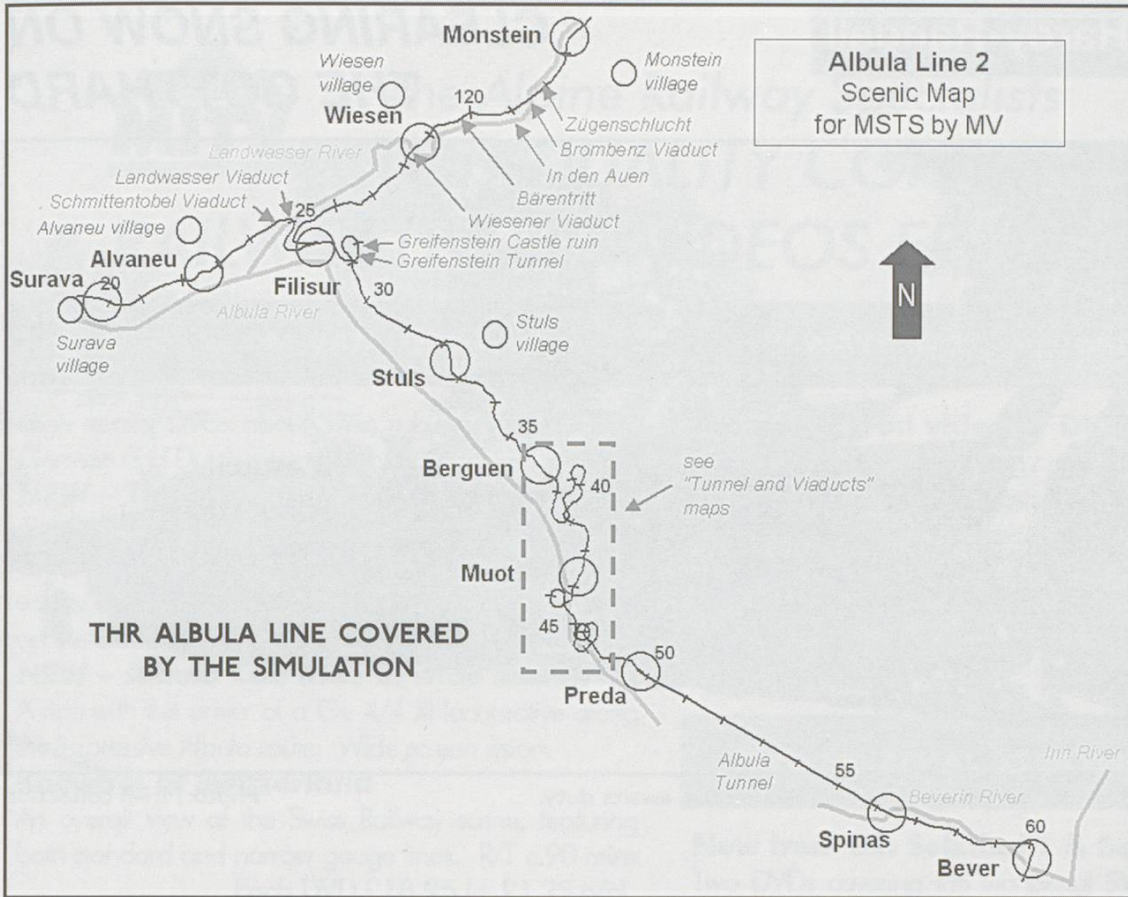 Monstein
Wiesen
village
Monstein
village
Albula Line 2
Scenic Map
for MSTS by MV
Wiesen
120
Zügenschlucht
Brombenz Viaduct
In den Auen
Bärentritt
Wiesener Viaduct
Landwasser River
Landwasser Viaduct
Schmittentobel Viaduct
25
Alvaneu village
Greifenstein Castle ruin
Greifenstein Tunnel
Alvaneu
Surava
20
Filisur
30
Albula River
Surava
village
Stuls
village
Stuls
N
35
Berguen
40
see
"Tunnel and Viaducts"
maps
Muot
45
THR ALBULA LINE COVERED
BY THE SIMULATION
50
Preda
Albula
Tunnel
55
Inn River
Beverin River
Spinas
60
Bever